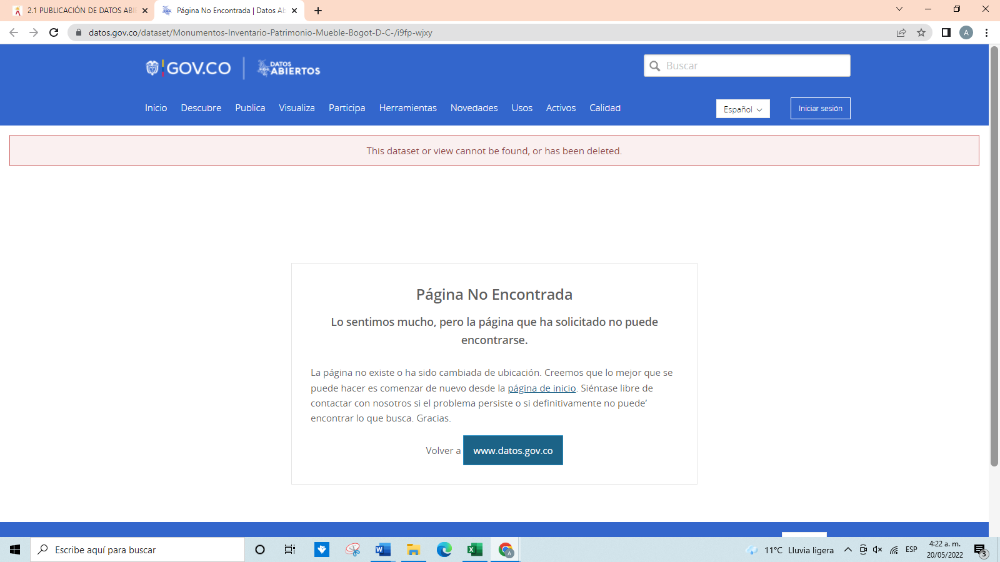 2.1 PUBLICACIÓN DE DATOS ABI
Página No Encontrada | Datos Ab
datos.gov.co/dataset/Monumentos-Inventario-Patrimonio-Mueble-Bogot-D-C-/i9fp-wjxy
A
GOV.CO
DATOS
ABIERTOS
Buscar
Inicio Descubre Publica Visualiza Participa Herramientas Novedades Usos Activos Calidad
Español
Iniciar sesión
This dataset or view cannot be found, or has been deleted.
Página No Encontrada
Lo sentimos mucho, pero la página que ha solicitado no puede
encontrarse.
La página no existe o ha sido cambiada de ubicación. Creemos que lo mejor que se
puede hacer es comenzar de nuevo desde la página de inicio. Siéntase libre de
contactar con nosotros si el problema persiste o si definitivamente no puede’
encontrar lo que busca. Gracias.
Volver a www.datos.gov.co
Escribe aquí para buscar
11°C Lluvia ligera
ESP
4:22 a. m.
20/05/2022
3